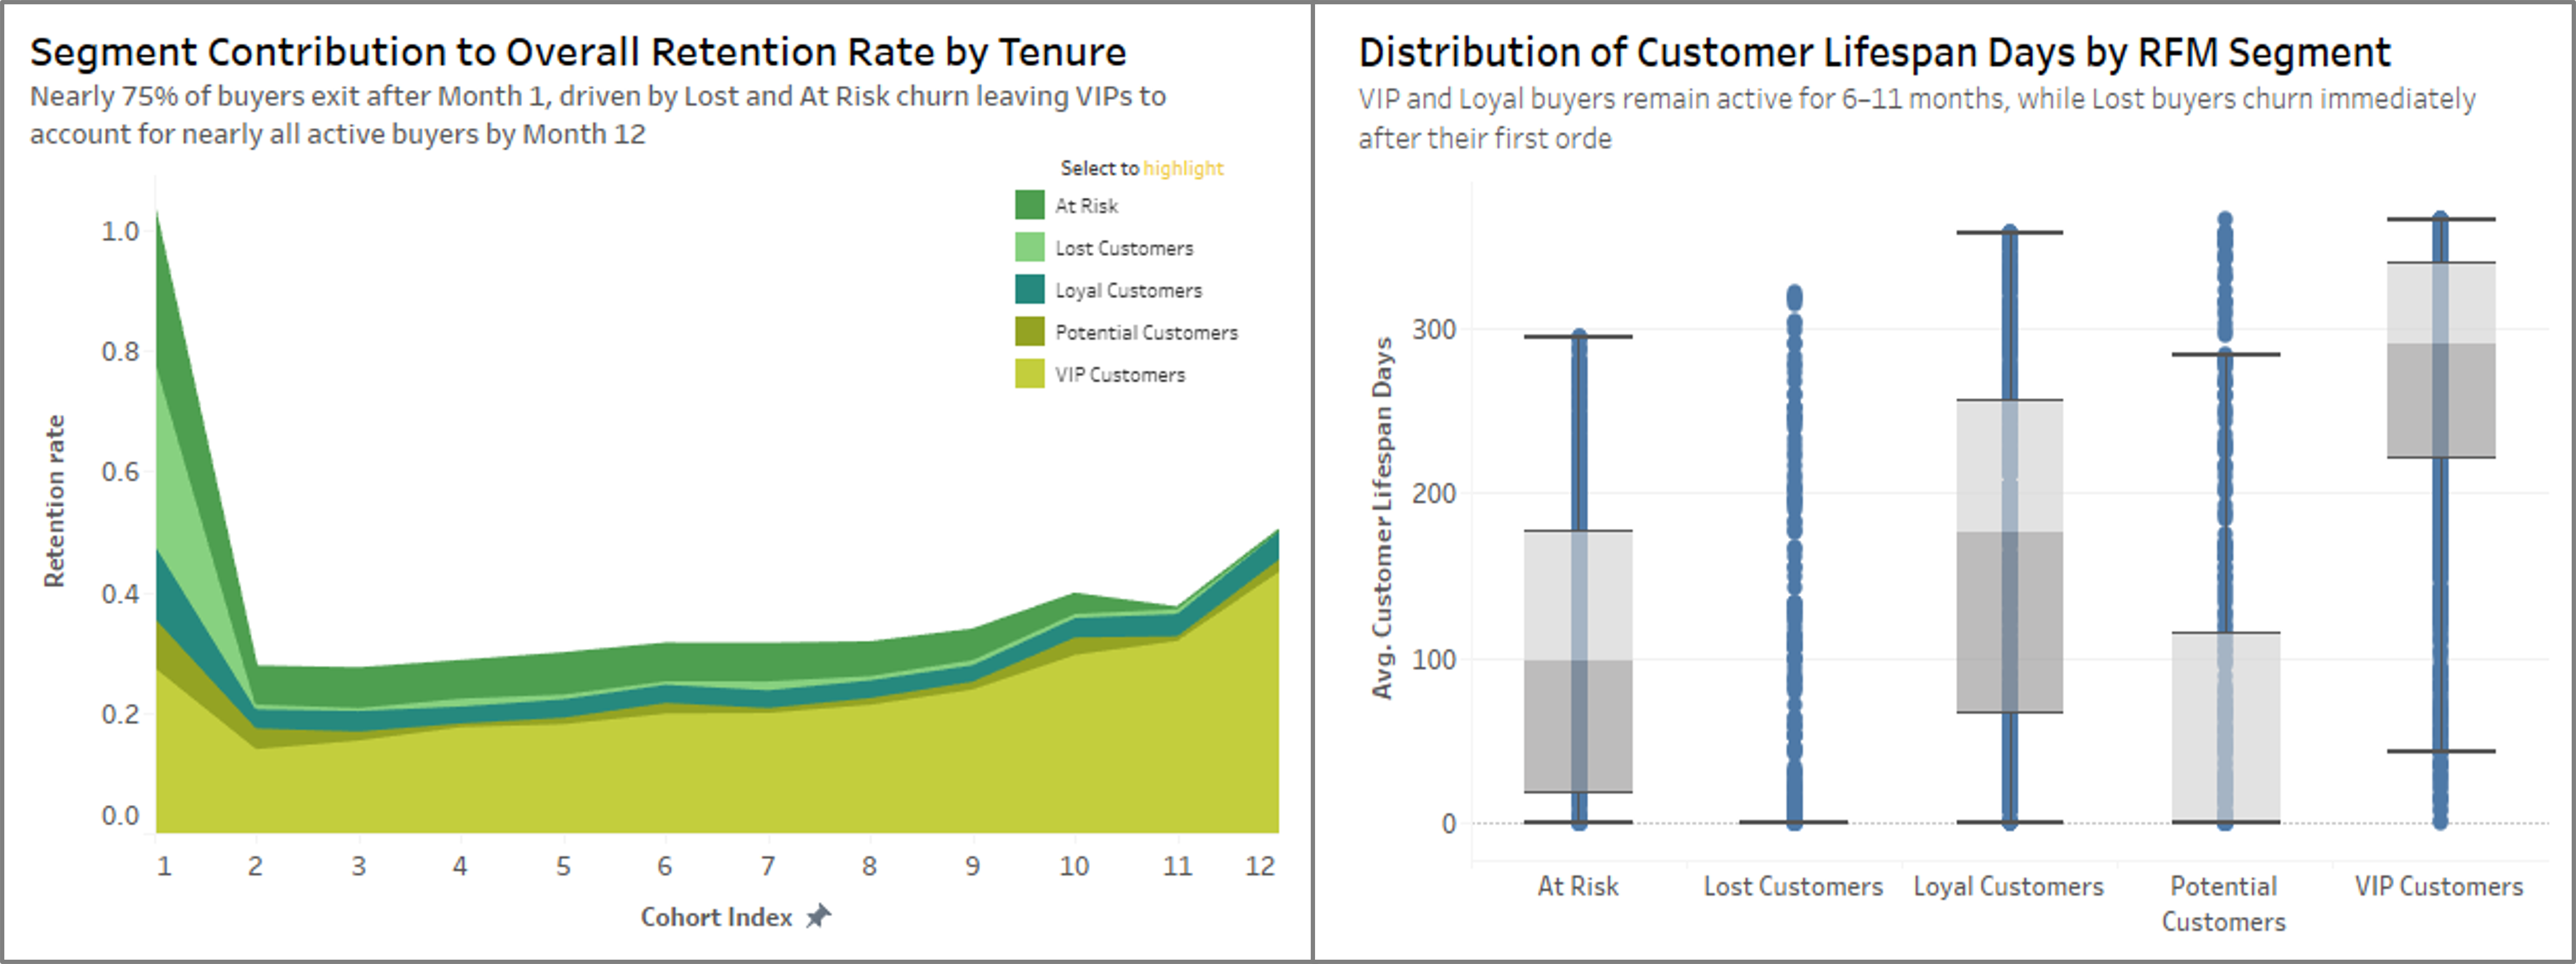 Segment Contribution to Overall Retention Rate by Tenure
Nearly 75% of buyers exit after Month 1, driven by Lost and At Risk churn leaving VIPs to
account for nearly all active buyers by Month 12
Select to highlight
At Risk
Lost Customers
Loyal Customers
Potential Customers
VIP Customers
Retention rate
1.0
0.8
0.6
0.4
0.2
0.0
1 2 3 4 5 6 7 8 9 10 11 12
Cohort Index
Distribution of Customer Lifespan Days by RFM Segment
VIP and Loyal buyers remain active for 6–11 months, while Lost buyers churn immediately
after their first orde
Avg. Customer Lifespan Days
300
200
100
0
At Risk Lost Customers Loyal Customers Potential Customers VIP Customers